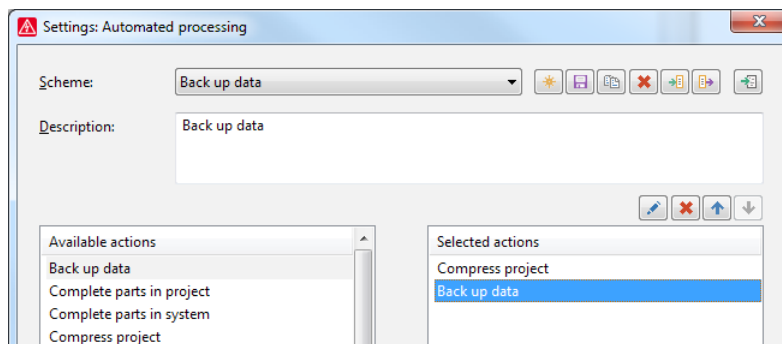 Settings: Automated processing
Scheme: Back up data
Description: Back up data
Available actions Selected actions
Back up data Compress project
Complete parts in project Back up data
Complete parts in system
Compress project